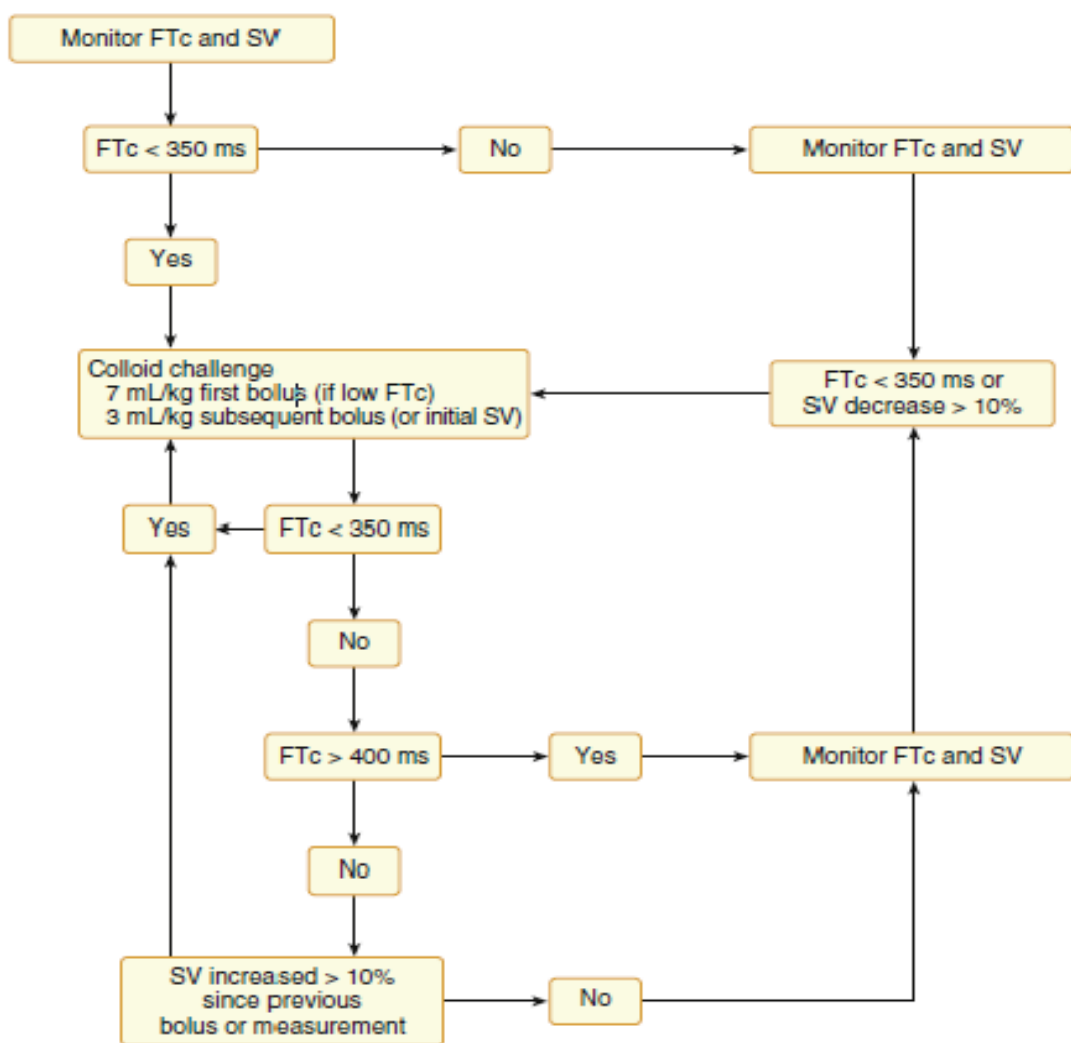 Monitor FTc and SV
FTc < 350 ms
No
Monitor FTc and SV
Yes
Colloid challenge
7 mL/kg first bolus (if low FTc)
3 mL/kg subsequent bolus (or initial SV)
FTc < 350 ms or
SV decrease > 10%
Yes
FTc < 350 ms
No
FTc > 400 ms
Yes
Monitor FTc and SV
No
SV increased > 10%
since previous
bolus or measurement
No